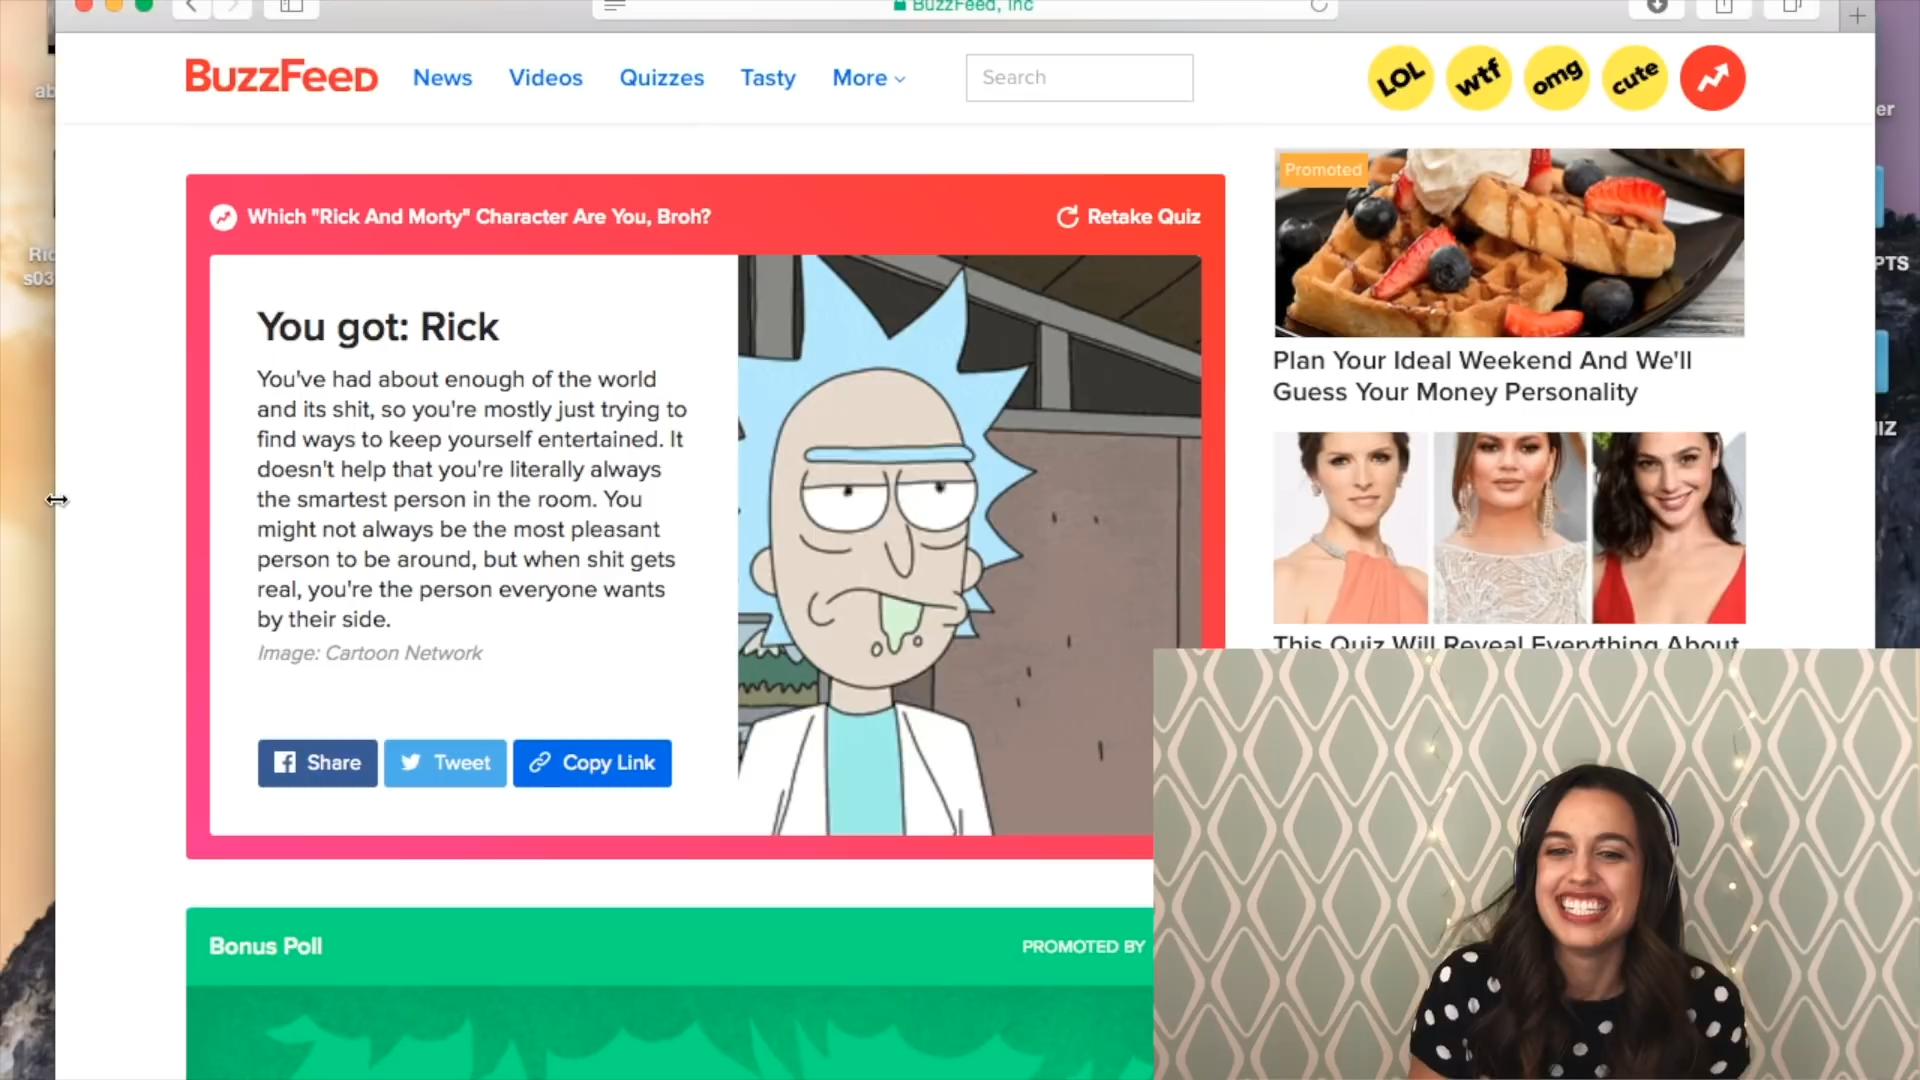 BuzzFeed, Inc
BuzzFeed
News
Videos
Quizzes
Tasty
More
Search
LOL
wtf
omg
cute
er
ab
Promoted
Which "Rick And Morty" Character Are You, Broh?
Retake Quiz
Ric
s03
PTS
You got: Rick
You've had about enough of the world
and its shit, so you're mostly just trying to
find ways to keep yourself entertained. It
doesn't help that you're literally always
the smartest person in the room. You
might not always be the most pleasant
person to be around, but when shit gets
real, you're the person everyone wants
by their side.
Image: Cartoon Network
Share
Tweet
Copy Link
Plan Your Ideal Weekend And We'll
Guess Your Money Personality
IZ
This Quiz Will Reveal Everything About
Bonus Poll
PROMOTED BY